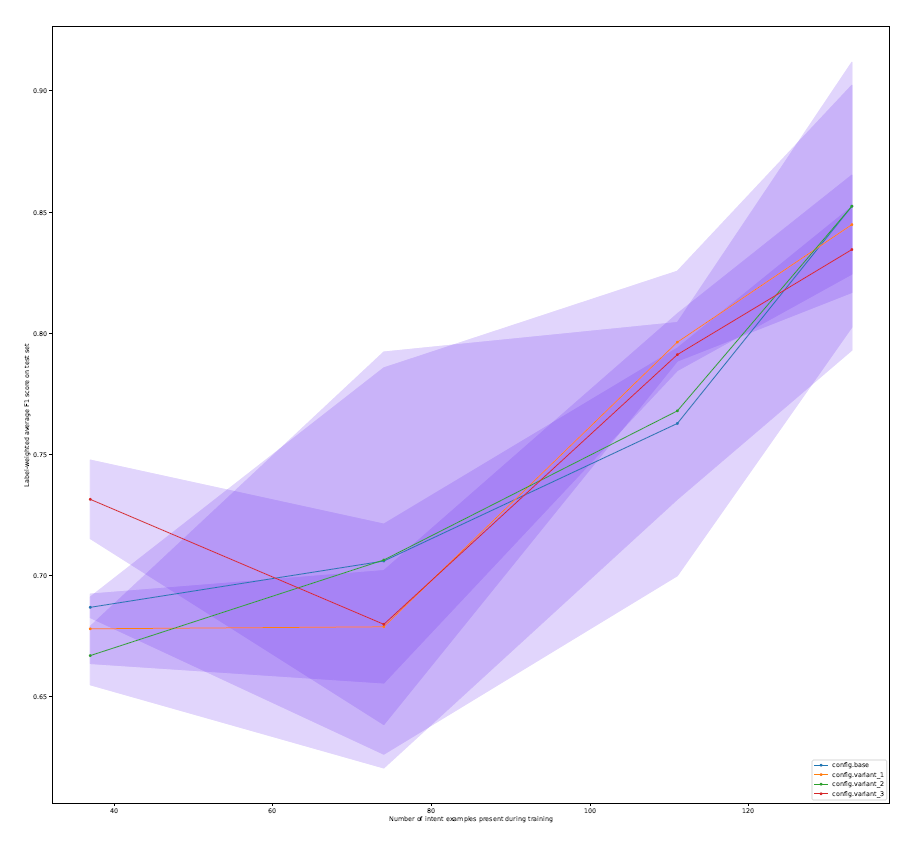 0.90
0.85
0.80
0.75
0.70
0.65
Label-weighted average F1 score on test set
40
60
80
100
120
Number of intent examples present during training
config.base
config.variant_1
config.variant_2
config.variant_3